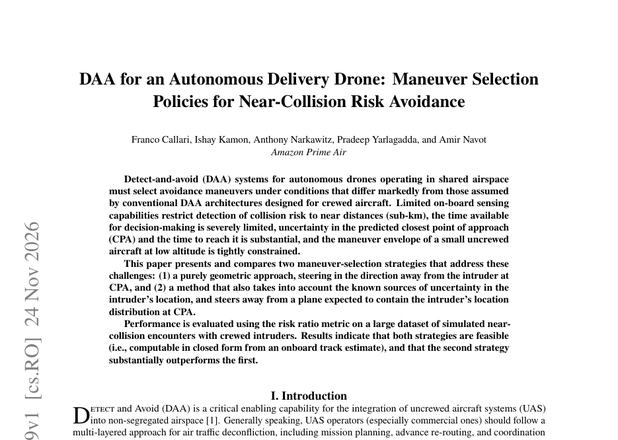 DAA for an Autonomous Delivery Drone: Maneuver Selection
Policies for Near-Collision Risk Avoidance
Franco Callari, Ishay Kamon, Anthony Narkawitz, Pradeep Yarlagadda, and Amir Navot
Amazon Prime Air
Detect-and-avoid (DAA) systems for autonomous drones operating in shared airspace
must select avoidance maneuvers under conditions that differ markedly from those assumed
by conventional DAA architectures designed for crewed aircraft. Limited on-board sensing
capabilities restrict detection of collision risk to near distances (sub-km), the time available
for decision-making is severely limited, uncertainty in the predicted closest point of approach
(CPA) and the time to reach it is substantial, and the maneuver envelope of a small uncrewed
aircraft at low altitude is tightly constrained.
This paper presents and compares two maneuver-selection strategies that address these
challenges: (1) a purely geometric approach, steering in the direction away from the intruder at
CPA, and (2) a method that also takes into account the known sources of uncertainty in the
intruder's location, and steers away from a plane expected to contain the intruder's location
distribution at CPA.
Performance is evaluated using the risk ratio metric on a large dataset of simulated near-
collision encounters with crewed intruders. Results indicate that both strategies are feasible
(i.e., computable in closed form from an onboard track estimate), and that the second strategy
substantially outperforms the first.
I. Introduction
Detect and Avoid (DAA) is a critical enabling capability for the integration of uncrewed aircraft systems (UAS)
into non-segregated airspace [1]. Generally speaking, UAS operators (especially commercial ones) should follow a
multi-layered approach for air traffic deconfliction, including mission planning, advance re-routing, and coordination
9v1 [cs.RO] 24 Nov 2026